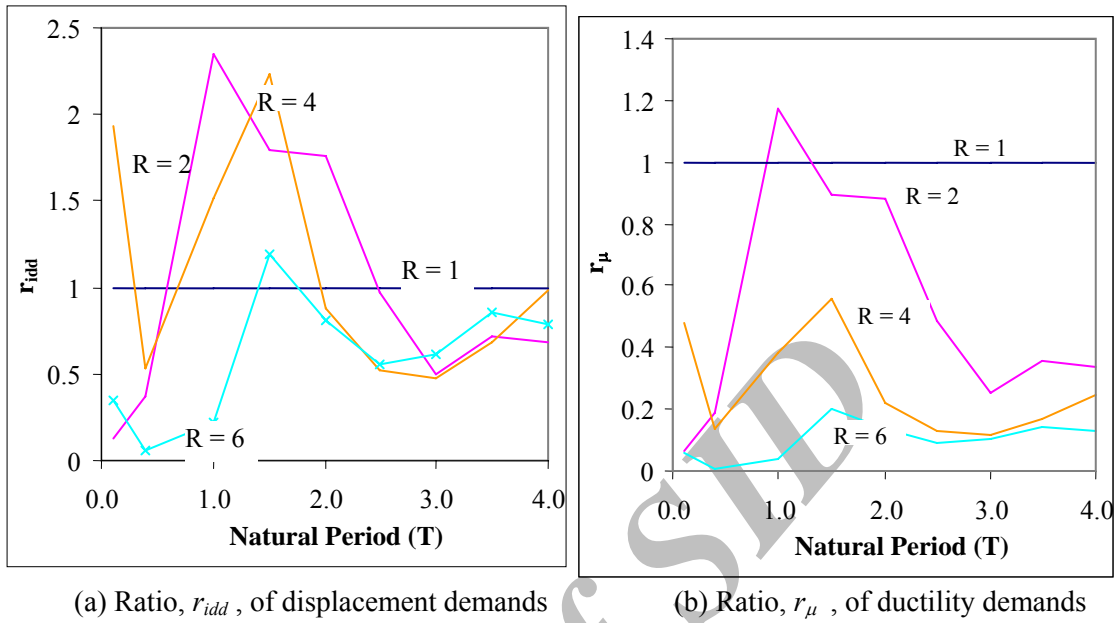 2.5
2
1.5
1
0.5
0
r_idd
R = 4
R = 2
R = 1
R = 6
0.0 1.0 2.0 3.0 4.0
Natural Period (T)
(a) Ratio, r_idd , of displacement demands
1.4
1.2
1
0.8
0.6
0.4
0.2
0
r_μ
R = 1
R = 2
R = 4
R = 6
0.0 1.0 2.0 3.0 4.0
Natural Period (T)
(b) Ratio, r_μ , of ductility demands
f SID